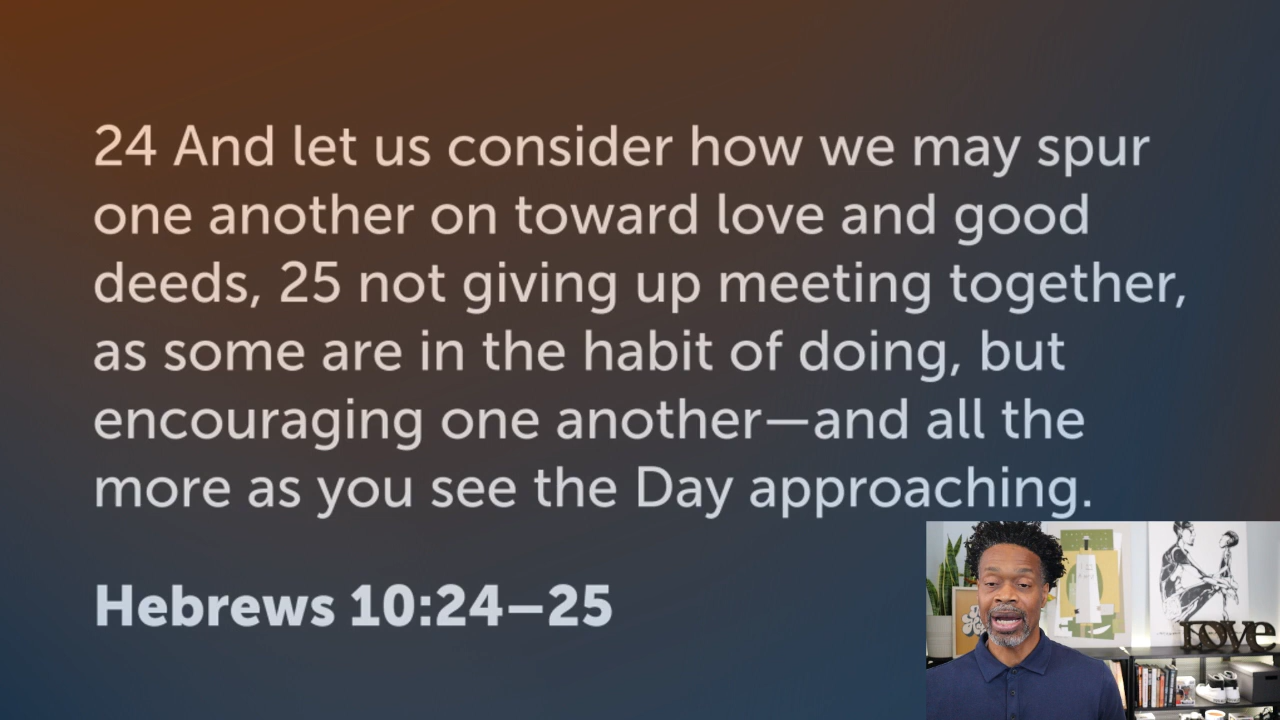 24 And let us consider how we may spur
one another on toward love and good
deeds, 25 not giving up meeting together,
as some are in the habit of doing, but
encouraging one another—and all the
more as you see the Day approaching.
Hebrews 10:24–25
LOVE